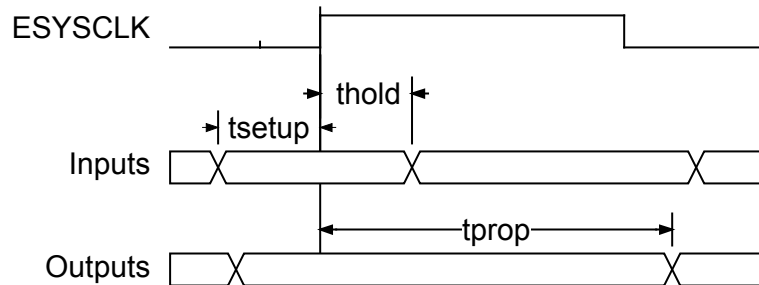 ESYSCLK
thold
tsetup
Inputs
tprop
Outputs